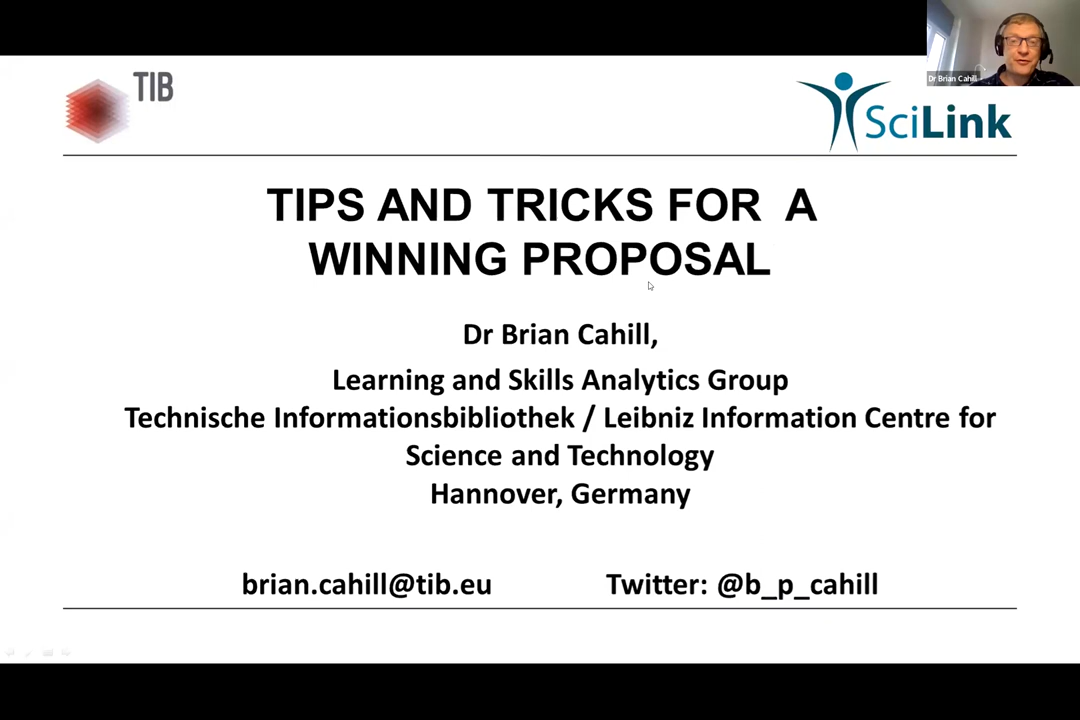 Dr Brian Cahill
TIB
SciLink
TIPS AND TRICKS FOR A
WINNING PROPOSAL
Dr Brian Cahill,
Learning and Skills Analytics Group
Technische Informationsbibliothek / Leibniz Information Centre for
Science and Technology
Hannover, Germany
brian.cahill@tib.eu Twitter: @b_p_cahill